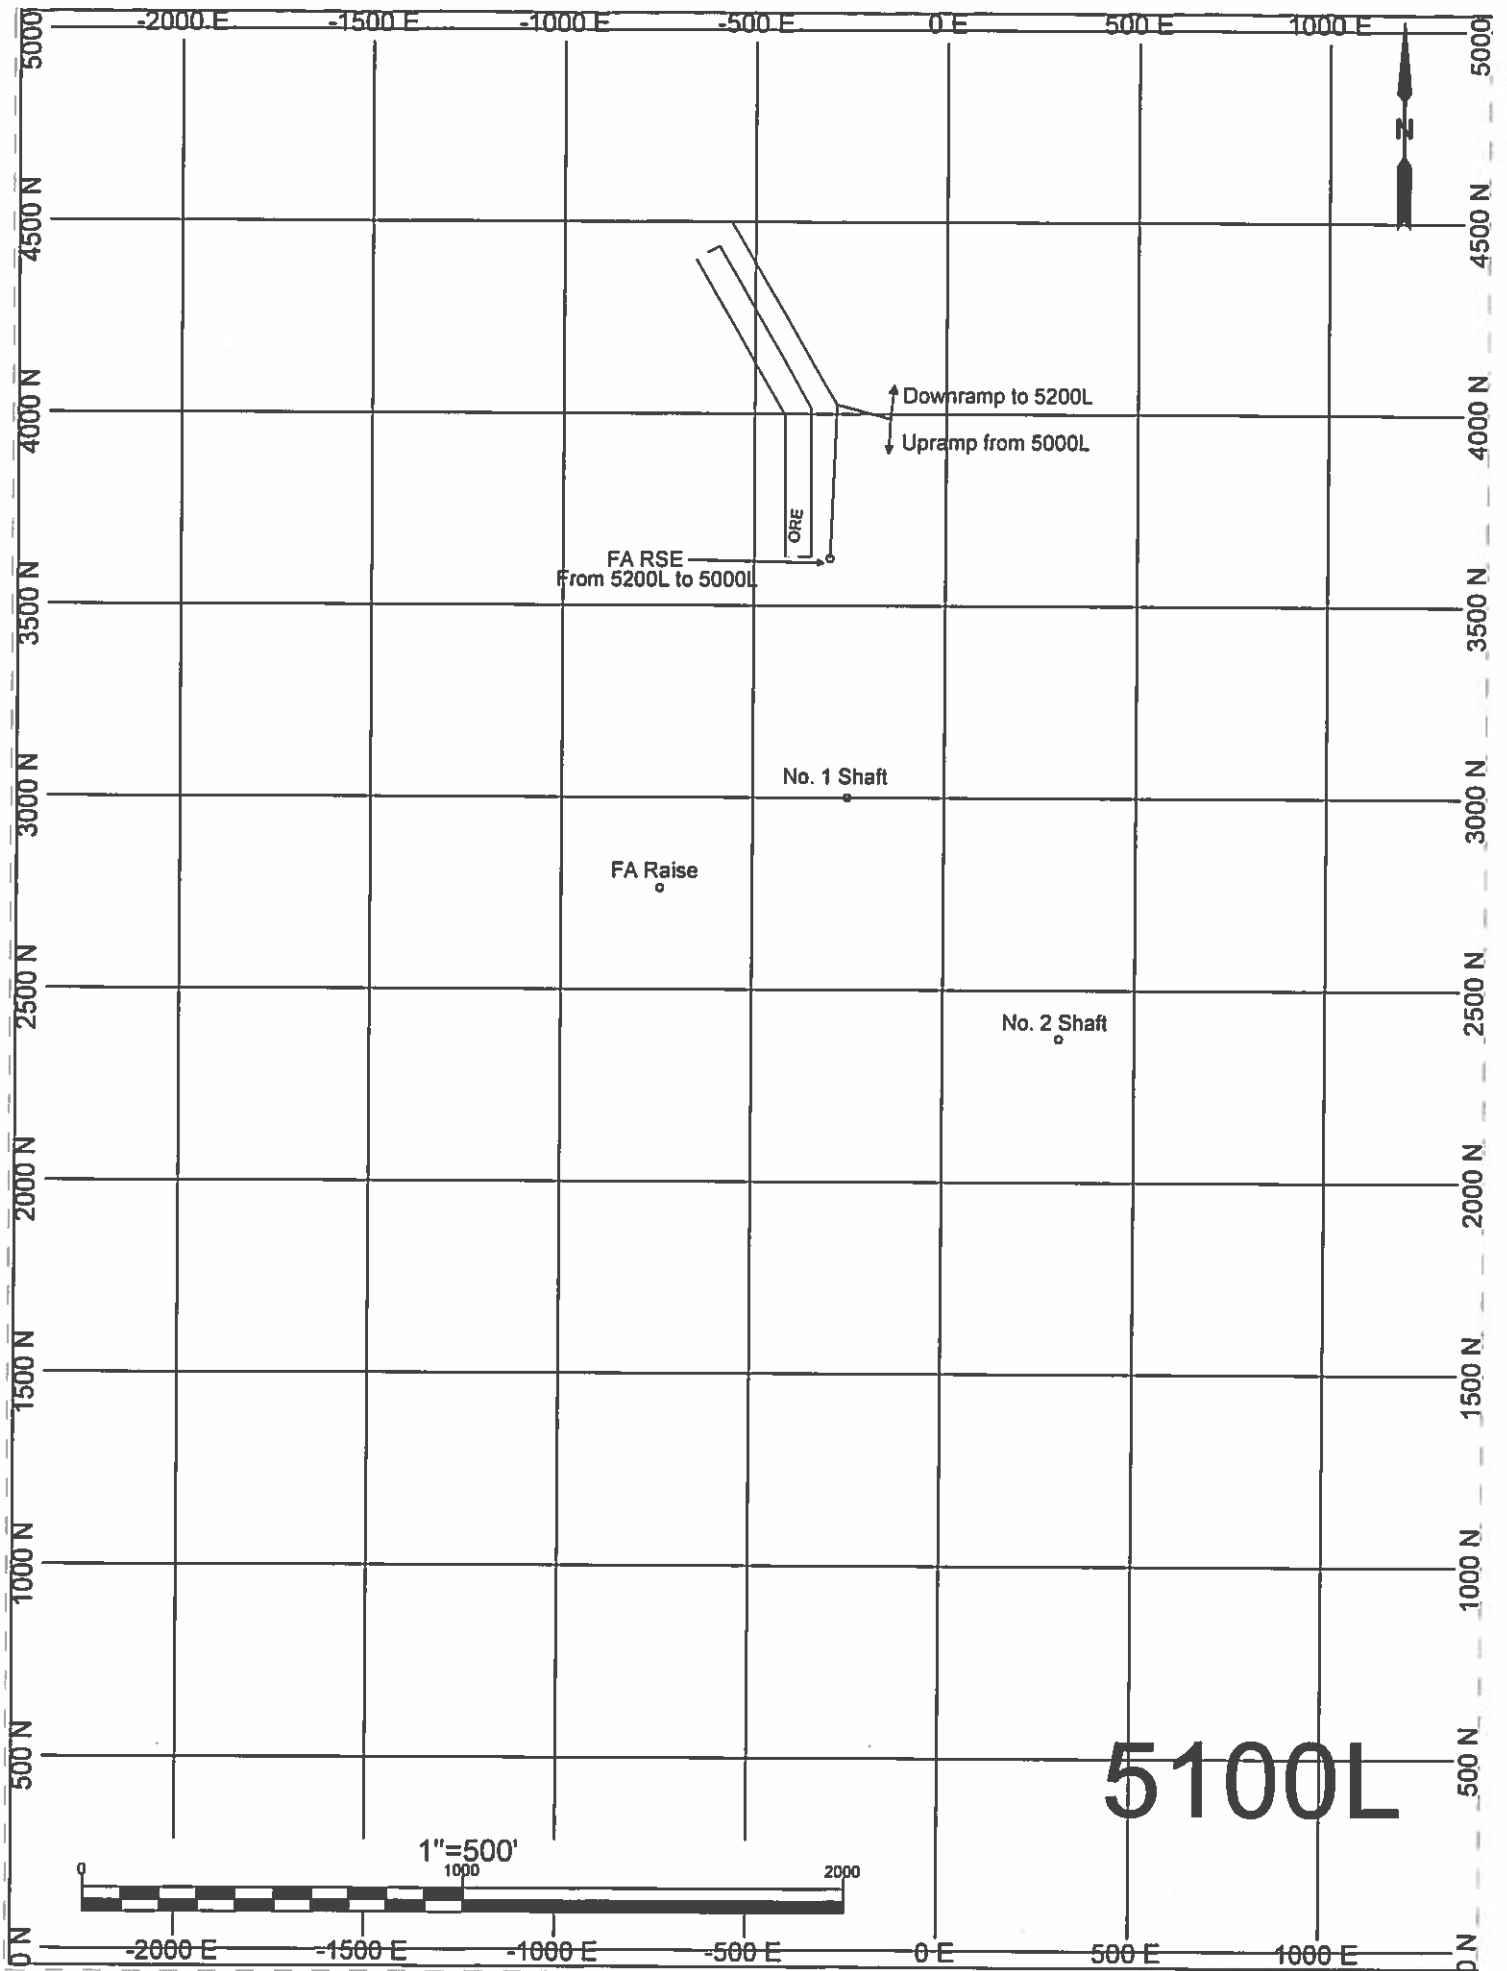 -2000 E -1500 E -1000 E -500 E 0 E 500 E 1000 E
5000 5000
N
4500 N 4500 N
4000 N 4000 N
Downramp to 5200L
Upramp from 5000L
ORE
FA RSE
From 5200L to 5000L
3500 N 3500 N
No. 1 Shaft
3000 N 3000 N
FA Raise
2500 N 2500 N
No. 2 Shaft
2000 N 2000 N
1500 N 1500 N
1000 N 1000 N
500 N 500 N
5100L
1"=500'
0 1000 2000
0 N 0 N
-2000 E -1500 E -1000 E -500 E 0 E 500 E 1000 E